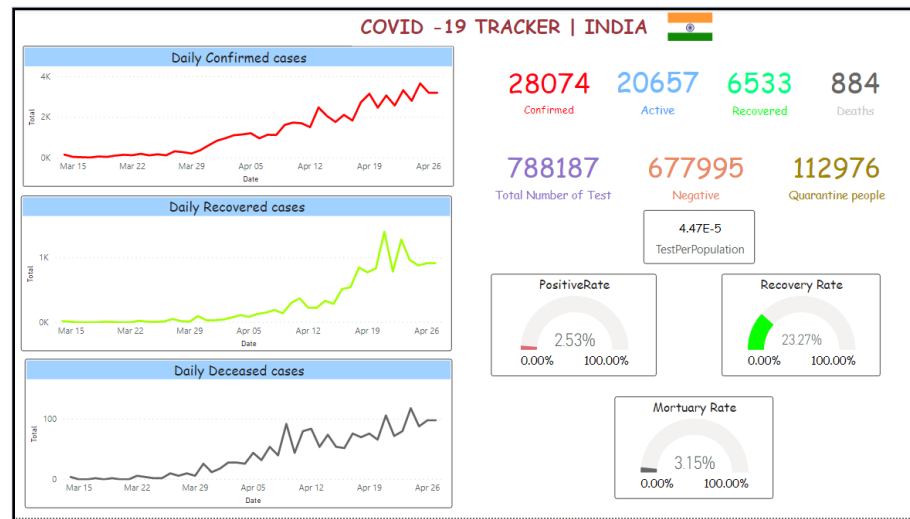 COVID -19 TRACKER | INDIA
Daily Confirmed cases
4K
2K
0K
Total
Mar 15 Mar 22 Mar 29 Apr 05 Apr 12 Apr 19 Apr 26
Date
Daily Recovered cases
1K
0K
Total
Mar 15 Mar 22 Mar 29 Apr 05 Apr 12 Apr 19 Apr 26
Date
Daily Deceased cases
100
0
Total
Mar 15 Mar 22 Mar 29 Apr 05 Apr 12 Apr 19 Apr 26
Date
28074 20657 6533 884
Confirmed Active Recovered Deaths
788187 677995 112976
Total Number of Test Negative Quarantine people
4.47E-5
TestPerPopulation
PositiveRate
2.53%
0.00% 100.00%
Recovery Rate
23.27%
0.00% 100.00%
Mortuary Rate
3.15%
0.00% 100.00%